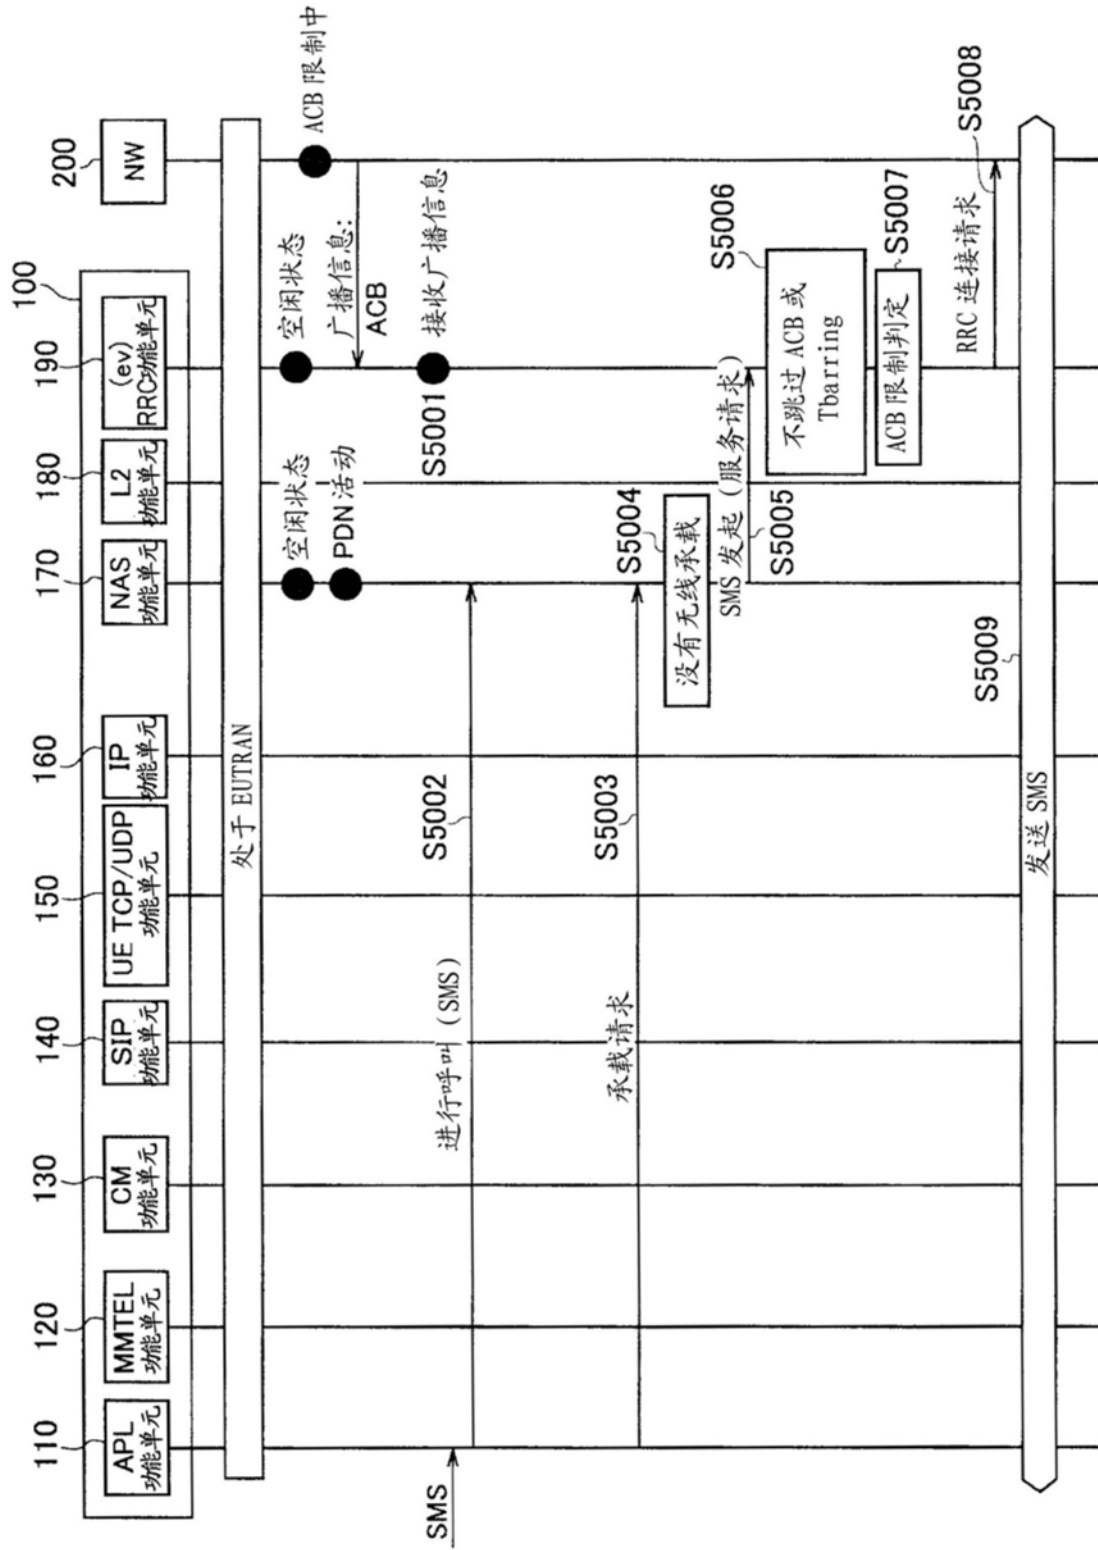 100
200
110
120
130
140
150
160
170
180
190
APL
功能单元
MMTEL
功能单元
CM
功能单元
SIP
功能单元
UE TCP/UDP
功能单元
IP
功能单元
NAS
功能单元
L2
功能单元
(ev)
RRC功能单元
NW
处于 EUTRAN
空闲状态
空闲状态
ACB 限制中
PDN 活动
广播信息:
ACB
S5001
接收广播信息
SMS
进行呼叫 (SMS)
S5002
承载请求
S5003
S5004
没有无线承载
SMS 发起 (服务请求)
S5005
S5006
不跳过 ACB 或
Tbarring
S5007
ACB 限制判定
RRC 连接请求
S5008
S5009
发送 SMS